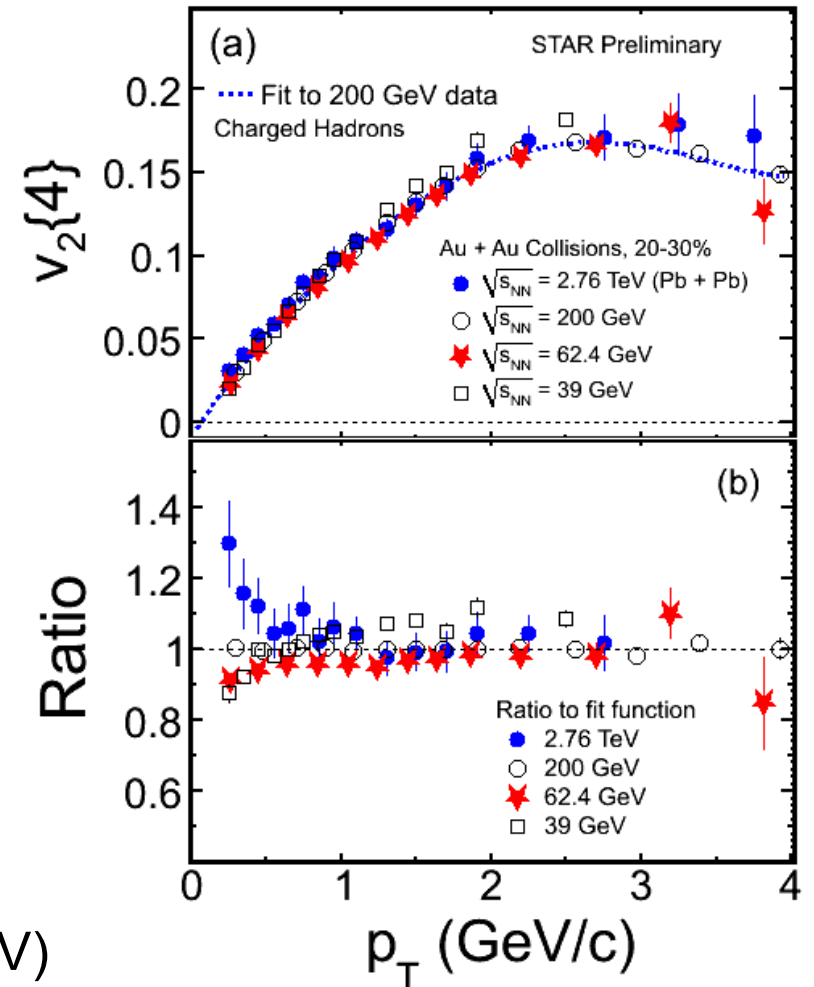 (a)
STAR Preliminary
0.2
Fit to 200 GeV data
Charged Hadrons
0.15
v₂{4}
0.1
Au + Au Collisions, 20-30%
√sNN = 2.76 TeV (Pb + Pb)
√sNN = 200 GeV
0.05
√sNN = 62.4 GeV
√sNN = 39 GeV
0
(b)
1.4
1.2
Ratio
1
0.8
Ratio to fit function
2.76 TeV
200 GeV
0.6
62.4 GeV
39 GeV
0 1 2 3 4
pT (GeV/c)
V)